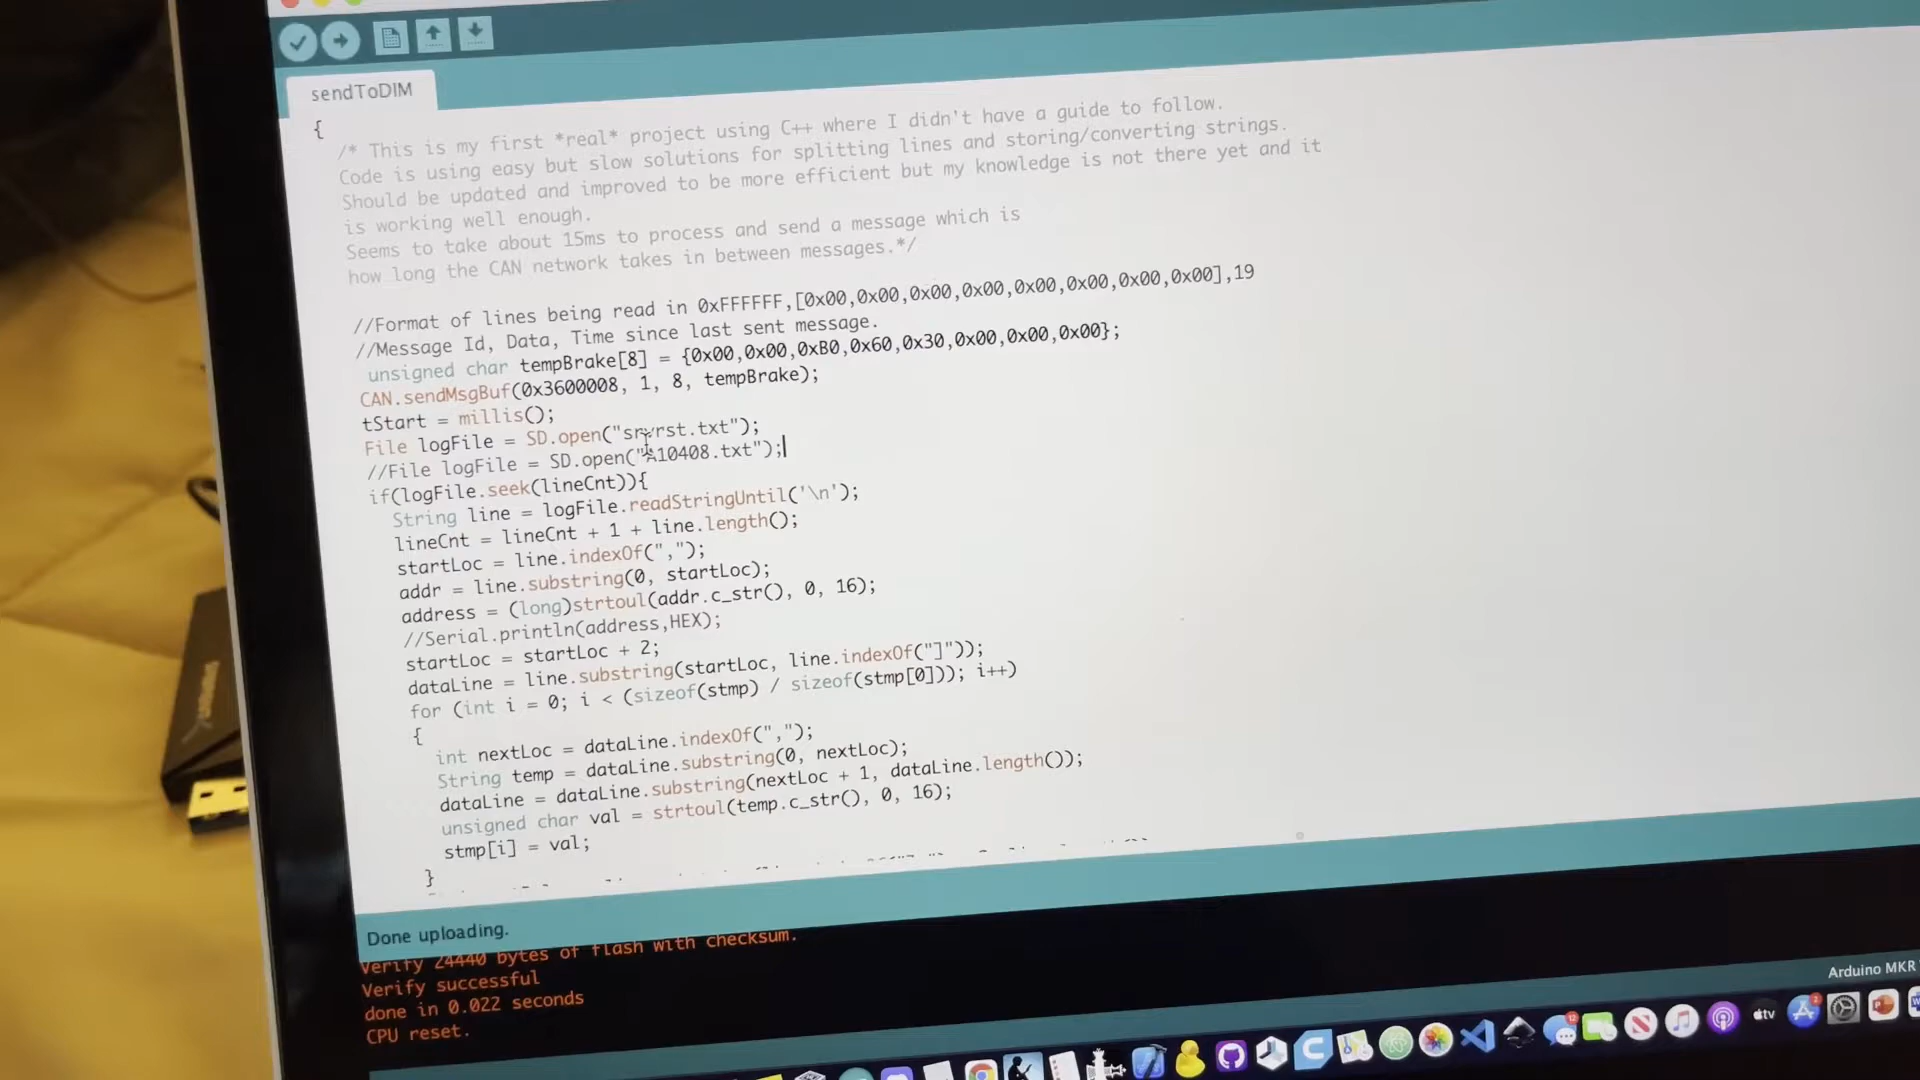 sendToDIM
{
/* This is my first *real* project using C++ where I didn't have a guide to follow.
Code is using easy but slow solutions for splitting lines and storing/converting strings.
Should be updated and improved to be more efficient but my knowledge is not there yet and it
is working well enough.
Seems to take about 15ms to process and send a message which is
how long the CAN network takes in between messages.*/
//Format of lines being read in 0xFFFFFF,[0x00,0x00,0x00,0x00,0x00,0x00,0x00,0x00],19
//Message Id, Data, Time since last sent message.
unsigned char tempBrake[8] = {0x00,0x00,0xB0,0x60,0x30,0x00,0x00,0x00};
CAN.sendMsgBuf(0x3600008, 1, 8, tempBrake);
tStart = millis();
File logFile = SD.open(".txt");
//File logFile = SD.open("A10408.txt");
if(logFile.seek(lineCnt)){
String line = logFile.readStringUntil('\n');
lineCnt = lineCnt + 1 + line.length();
startLoc = line.indexOf(",");
addr = line.substring(0, startLoc);
address = (long)strtoul(addr.c_str(), 0, 16);
//Serial.println(address,HEX);
startLoc = startLoc + 2;
dataLine = line.substring(startLoc, line.indexOf("]"));
for (int i = 0; i < (sizeof(stmp) / sizeof(stmp[0])); i++)
{
int nextLoc = dataLine.indexOf(",");
String temp = dataLine.substring(0, nextLoc);
dataLine = dataLine.substring(nextLoc + 1, dataLine.length());
unsigned char val = strtoul(temp.c_str(), 0, 16);
stmp[i] = val;
}
Done uploading.
Verify 24440 bytes of flash with checksum.
Verify successful
done in 0.022 seconds
CPU reset.
Arduino MKR
tv